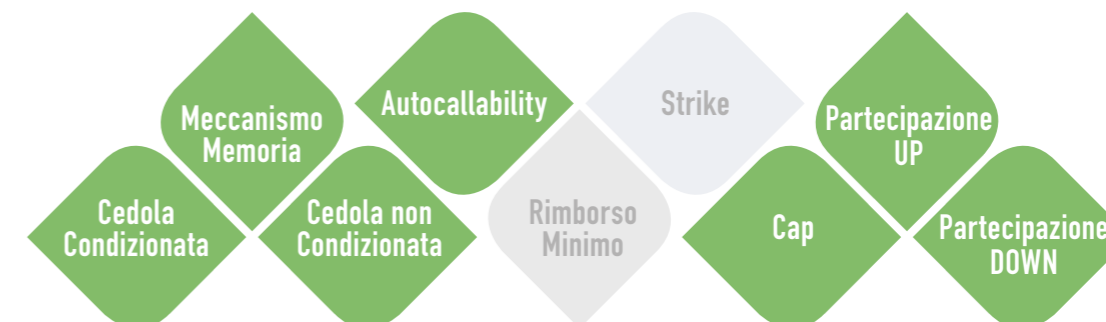 Meccanismo
Memoria
Autocallability
Strike
Partecipazione
UP
Cedola
Condizionata
Cedola non
Condizionata
Rimborso
Minimo
Cap
Partecipazione
DOWN